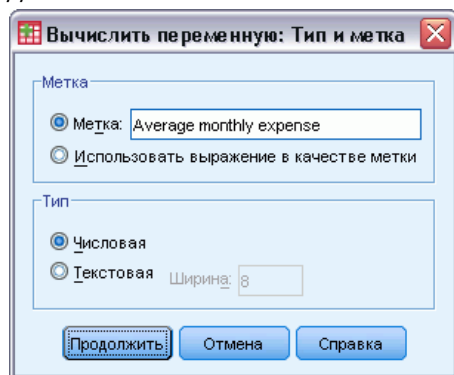 Вычислить переменную: Тип и метка
Метка
Метка: Average monthly expense
Использовать выражение в качестве метки
Тип
Числовая
Текстовая Ширина: 8
Продолжить Отмена Справка